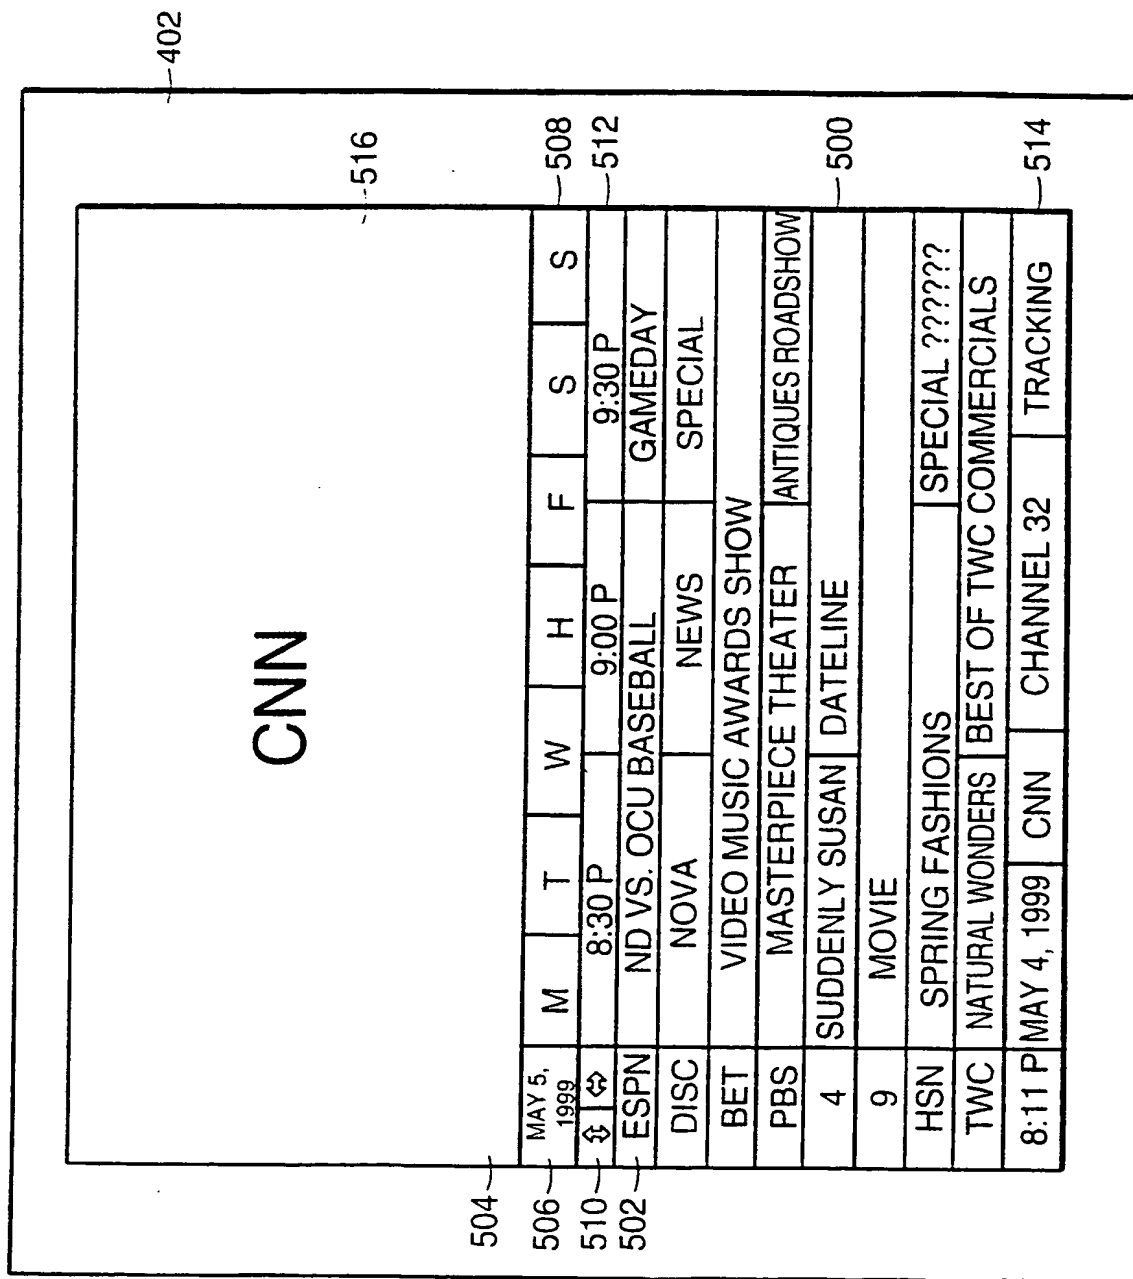 402
516
CNN
504
506 MAY 5, 1999 M T W H F S S 508
510 8:30 P 9:00 P 9:30 P 512
502 ESPN ND VS. OCU BASEBALL GAMEDAY
DISC NOVA NEWS SPECIAL
BET VIDEO MUSIC AWARDS SHOW
PBS MASTERPIECE THEATER ANTIQUES ROADSHOW
4 SUDDENLY SUSAN DATELINE 500
9 MOVIE
HSN SPRING FASHIONS SPECIAL ??????
TWC NATURAL WONDERS BEST OF TWC COMMERCIALS
8:11 P MAY 4, 1999 CNN CHANNEL 32 TRACKING 514